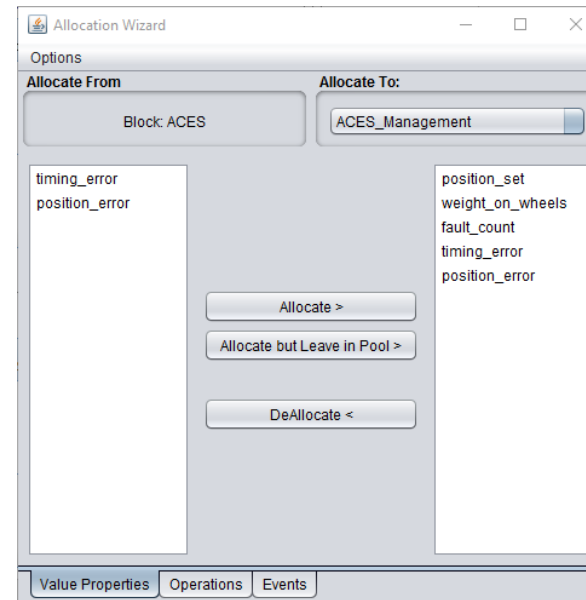 Allocation Wizard
Options
Allocate From
Allocate To:
Block: ACES
ACES_Management
timing_error
position_error
position_set
weight_on_wheels
fault_count
timing_error
position_error
Allocate >
Allocate but Leave in Pool >
DeAllocate <
Value Properties
Operations
Events